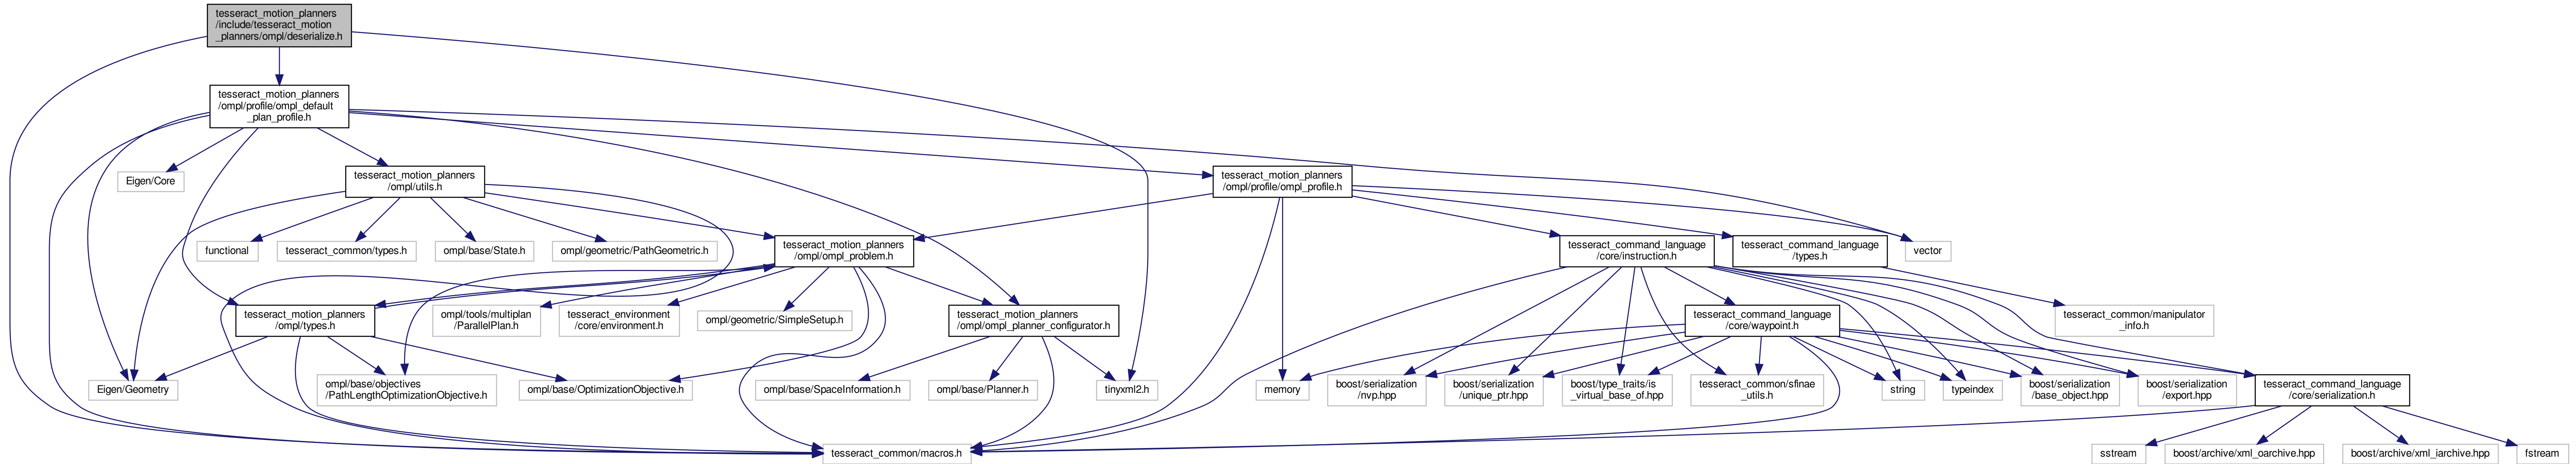 tesseract_motion_planners
/include/tesseract_motion
_planners/ompl/deserialize.h
tesseract_motion_planners
/ompl/profile/ompl_default
_plan_profile.h
Eigen/Core
tesseract_motion_planners
/ompl/utils.h
tesseract_motion_planners
/ompl/profile/ompl_profile.h
functional
tesseract_common/types.h
ompl/base/State.h
ompl/geometric/PathGeometric.h
tesseract_motion_planners
/ompl/ompl_problem.h
tesseract_command_language
/core/instruction.h
tesseract_command_language
/types.h
vector
tesseract_motion_planners
/ompl/types.h
ompl/tools/multiplan
/ParallelPlan.h
tesseract_environment
/core/environment.h
ompl/geometric/SimpleSetup.h
tesseract_motion_planners
/ompl/ompl_planner_configurator.h
tesseract_command_language
/core/waypoint.h
tesseract_common/manipulator
_info.h
Eigen/Geometry
ompl/base/objectives
/PathLengthOptimizationObjective.h
ompl/base/OptimizationObjective.h
ompl/base/SpaceInformation.h
ompl/base/Planner.h
tinyxml2.h
memory
boost/serialization
/nvp.hpp
boost/serialization
/unique_ptr.hpp
boost/type_traits/is
_virtual_base_of.hpp
tesseract_common/sfinae
_utils.h
string
typeindex
boost/serialization
/base_object.hpp
boost/serialization
/export.hpp
tesseract_command_language
/core/serialization.h
tesseract_common/macros.h
sstream
boost/archive/xml_oarchive.hpp
boost/archive/xml_iarchive.hpp
fstream